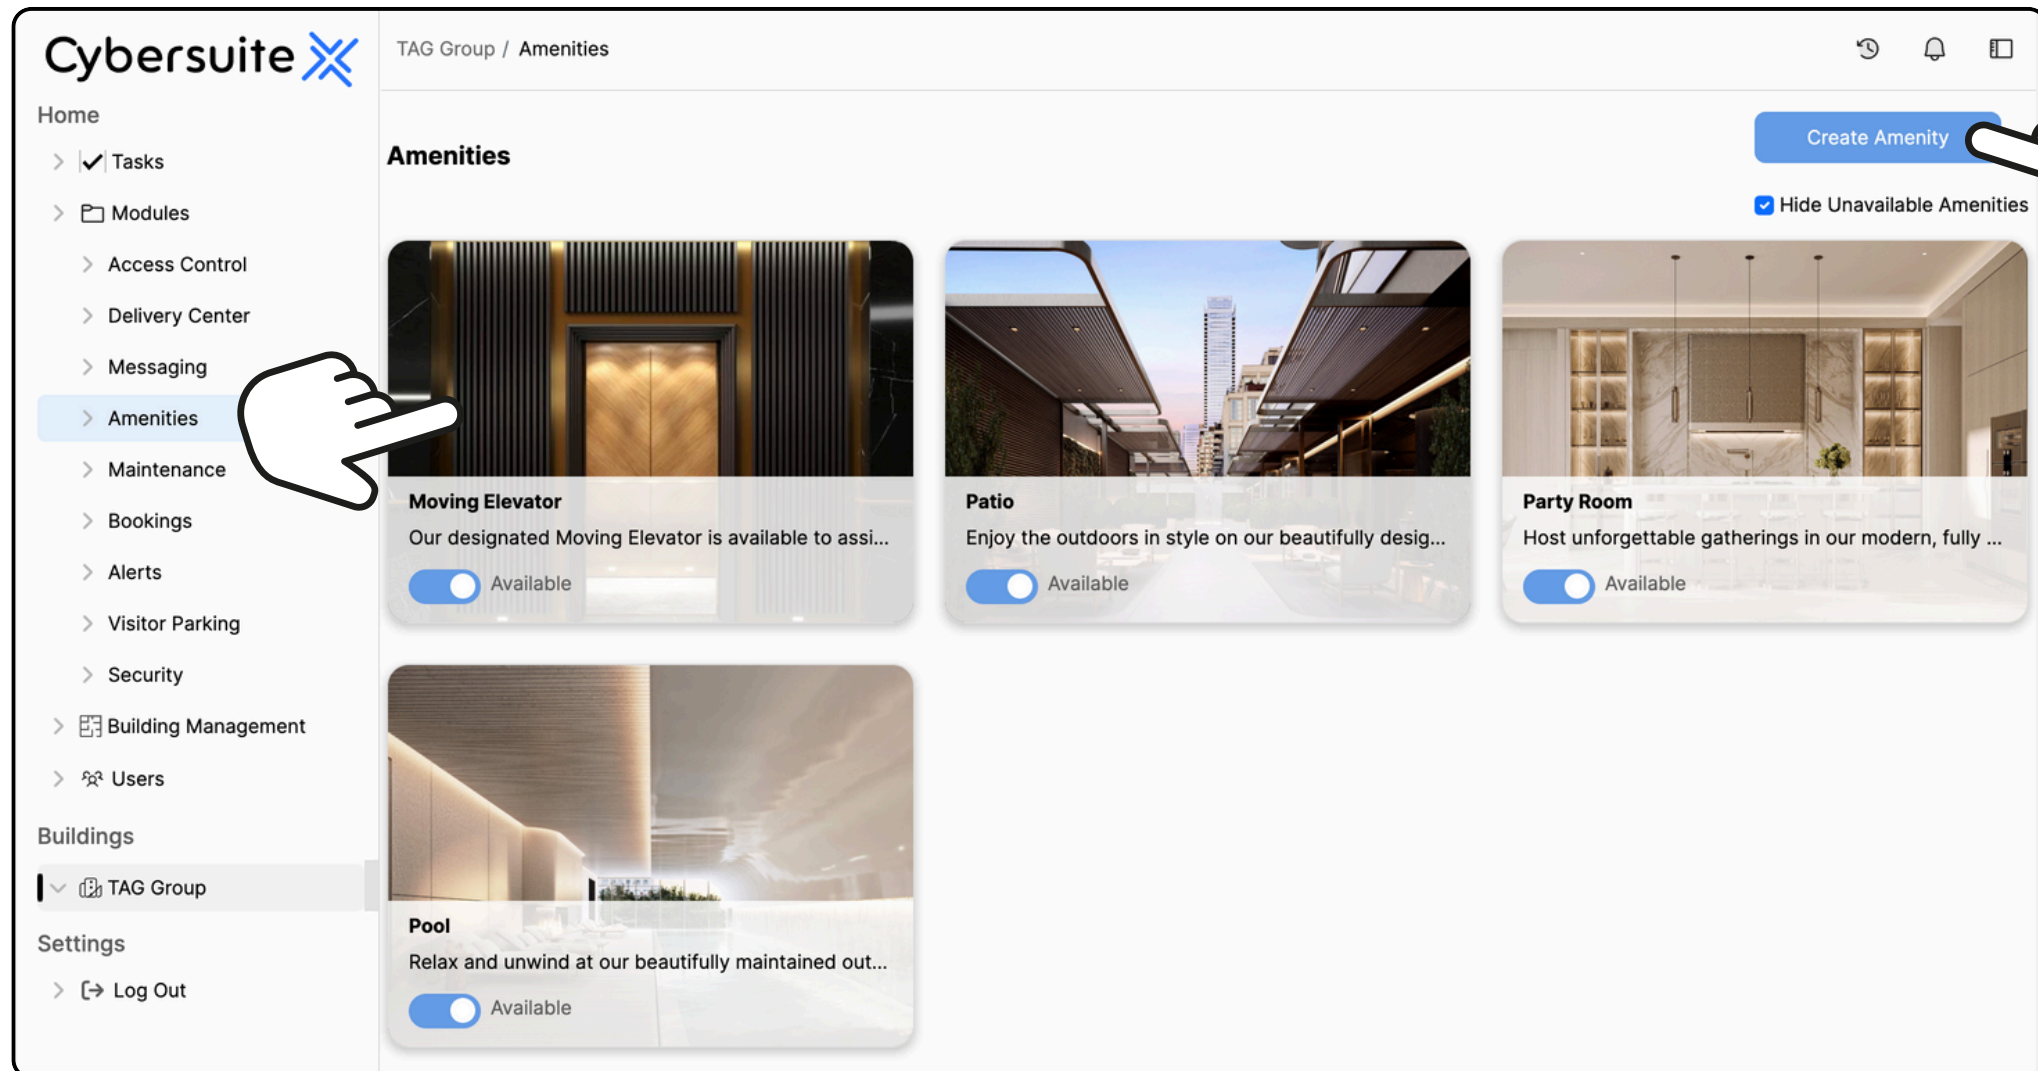 Cybersuite
TAG Group / Amenities
Home
Tasks
Modules
Access Control
Delivery Center
Messaging
Amenities
Maintenance
Bookings
Alerts
Visitor Parking
Security
Building Management
Users
Buildings
TAG Group
Settings
Log Out
Amenities
Create Amenity
Hide Unavailable Amenities
Moving Elevator
Our designated Moving Elevator is available to assi...
Available
Patio
Enjoy the outdoors in style on our beautifully desig...
Available
Party Room
Host unforgettable gatherings in our modern, fully ...
Available
Pool
Relax and unwind at our beautifully maintained out...
Available